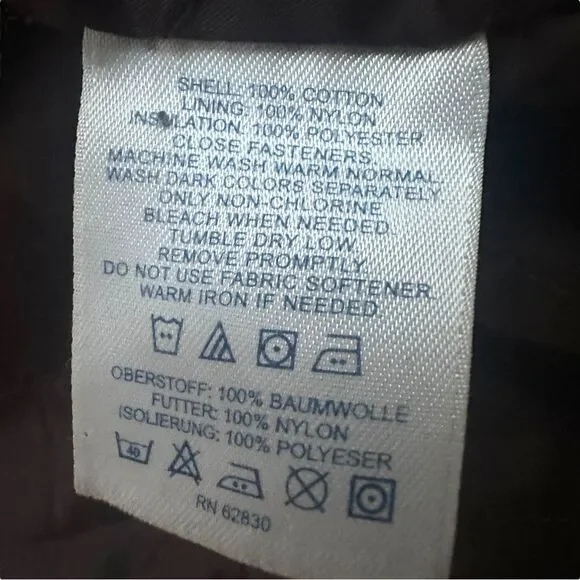 SHELL: 100% COTTON
LINING: 100% NYLON
INSULATION: 100% POLYESTER
CLOSE FASTENERS.
MACHINE WASH WARM NORMAL.
WASH DARK COLORS SEPARATELY
ONLY NON-CHLORINE
BLEACH WHEN NEEDED
TUMBLE DRY LOW.
REMOVE PROMPTLY.
DO NOT USE FABRIC SOFTENER.
WARM IRON IF NEEDED.
OBERSTOFF: 100% BAUMWOLLE
FUTTER: 100% NYLON
ISOLIERUNG: 100% POLYESER
40
RN 62830